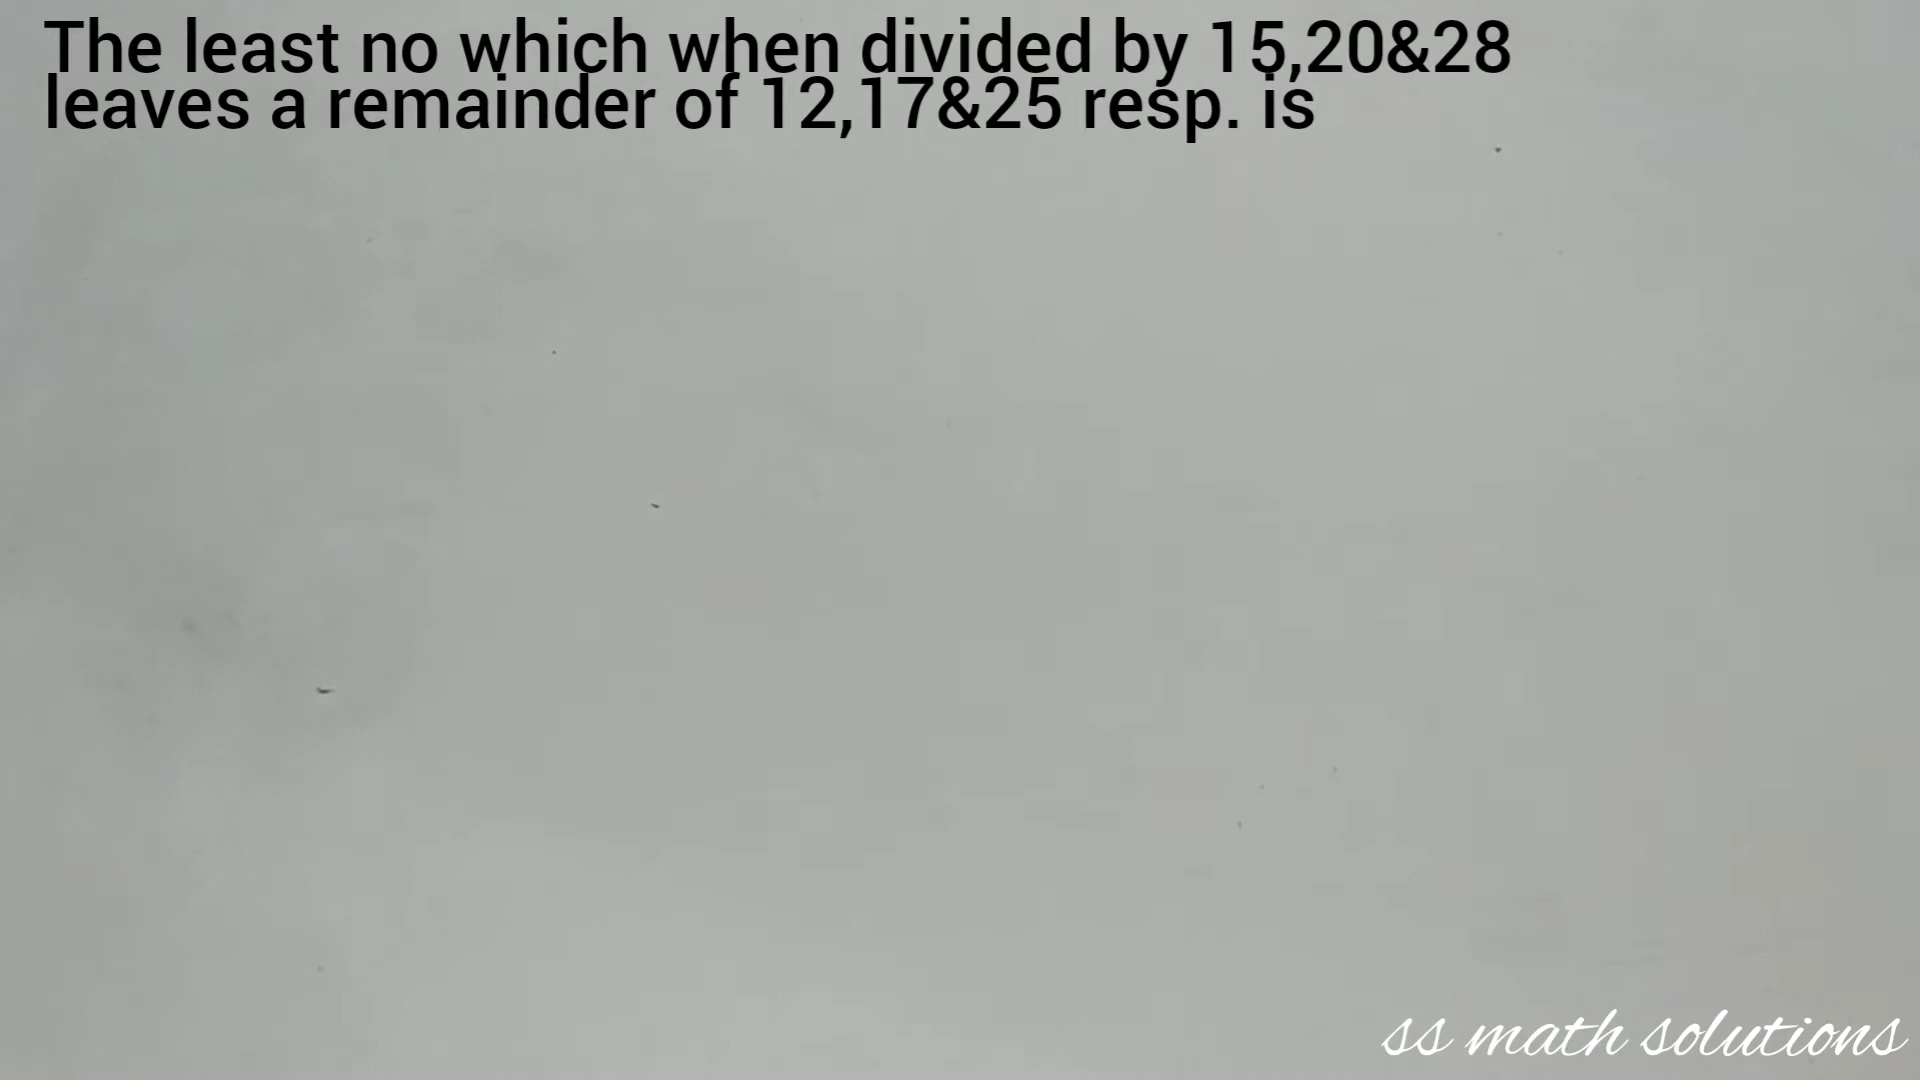 The least no which when divided by 15,20&28
leaves a remainder of 12,17&25 resp. is
ss math solutions